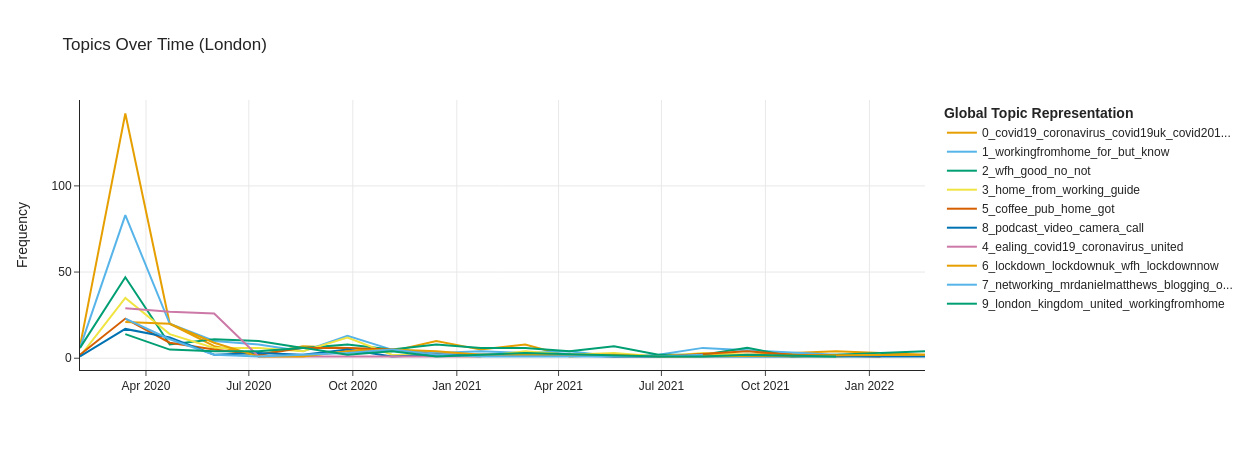 Topics Over Time (London)
Global Topic Representation
0_covid19_coronavirus_covid19uk_covid201...
1_workingfromhome_for_but_know
2_wfh_good_no_not
3_home_from_working_guide
5_coffee_pub_home_got
8_podcast_video_camera_call
4_ealing_covid19_coronavirus_united
6_lockdown_lockdownuk_wfh_lockdownnow
7_networking_mrdanielmatthews_blogging_o...
9_london_kingdom_united_workingfromhome
Frequency
100
50
0
Apr 2020
Jul 2020
Oct 2020
Jan 2021
Apr 2021
Jul 2021
Oct 2021
Jan 2022